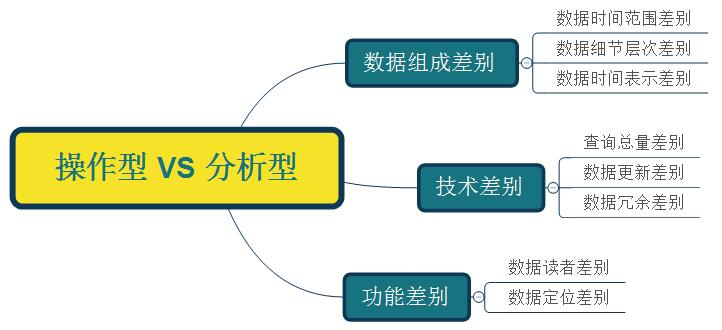 操作型 VS 分析型
数据组成差别
数据时间范围差别
数据细节层次差别
数据时间表示差别
技术差别
查询总量差别
数据更新差别
数据冗余差别
功能差别
数据读者差别
数据定位差别